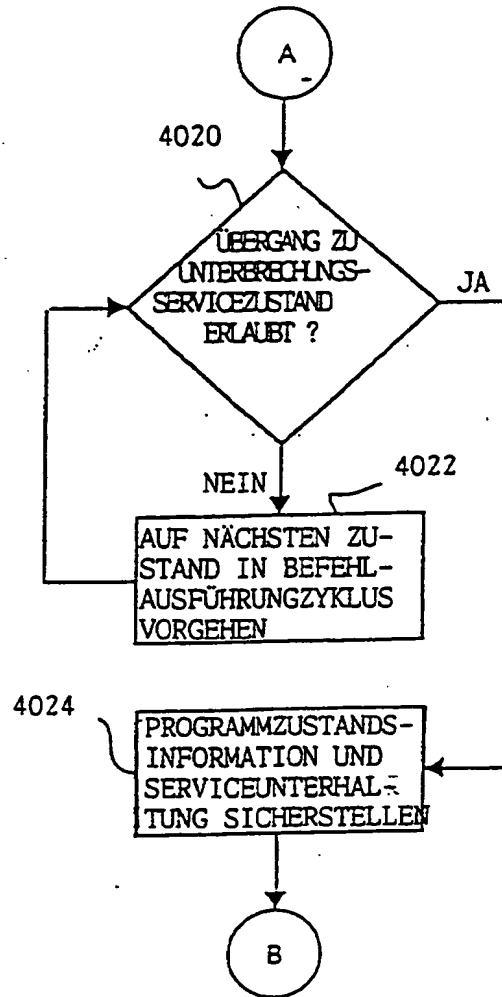 A
4020
ÜBERGANG ZU
UNTERBRECHUNGS-
SERVICEZUSTAND
ERLAUBT ?
JA
NEIN
4022
AUF NÄCHSTEN ZU-
STAND IN BEFEHL-
AUSFÜHRUNGZYKLUS
VORGEHEN
4024
PROGRAMMZUSTANDS-
INFORMATION UND
SERVICEUNTERHAL-
TUNG SICHERSTELLEN
B